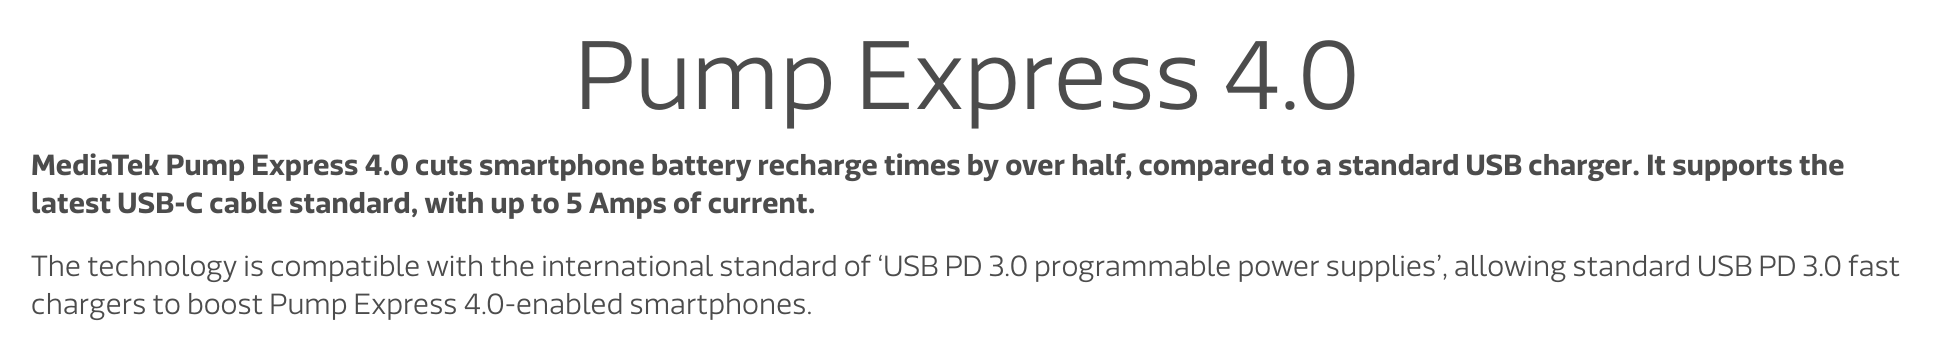 Pump Express 4.0
MediaTek Pump Express 4.0 cuts smartphone battery recharge times by over half, compared to a standard USB charger. It supports the
latest USB-C cable standard, with up to 5 Amps of current.
The technology is compatible with the international standard of ‘USB PD 3.0 programmable power supplies’, allowing standard USB PD 3.0 fast
chargers to boost Pump Express 4.0-enabled smartphones.